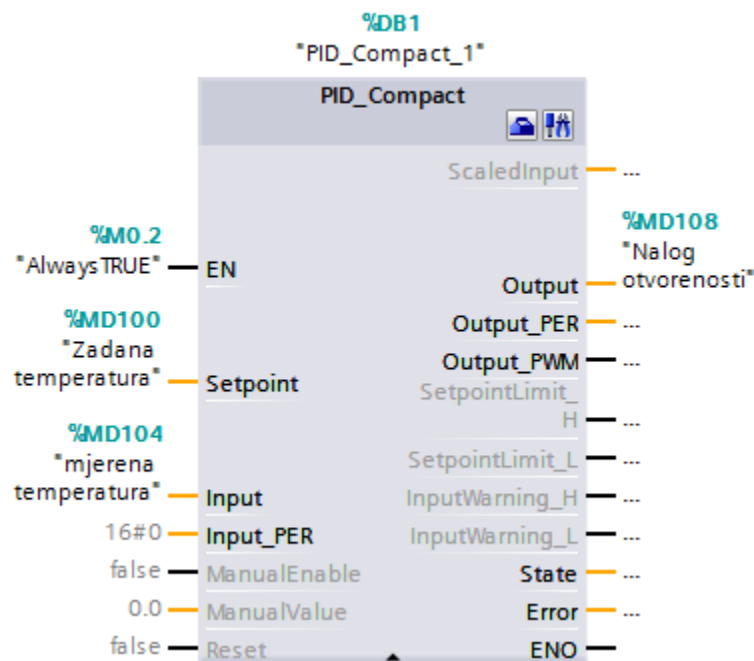 %DB1
"PID_Compact_1"
PID_Compact
ScaledInput ...
%M0.2
"AlwaysTRUE" EN
%MD108
"Nalog
otvorenosti"
Output
%MD100
"Zadana
temperatura" Setpoint
Output_PER ...
Output_PWM ...
SetpointLimit_
H ...
%MD104
"mjerena
temperatura" Input
SetpointLimit_L ...
InputWarning_H ...
16#0 Input_PER
InputWarning_L ...
false ManualEnable
State ...
0.0 ManualValue
Error ...
false Reset
ENO